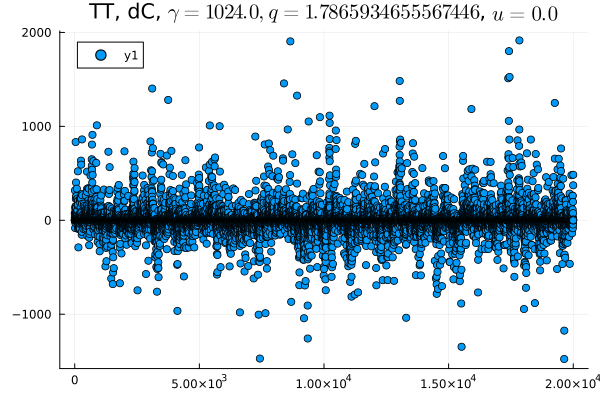 T̅T̅, dC, γ = 1024.0, q = 1.7865934655567446, u = 0.0
y1
2000
1000
0
−1000
0 5.00×10³ 1.00×10⁴ 1.50×10⁴ 2.00×10⁴